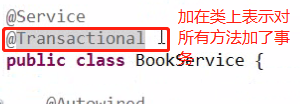 @Service
@Transactional
public class BookService {
@Autowired
加在类上表示对
所有方法加了事
务